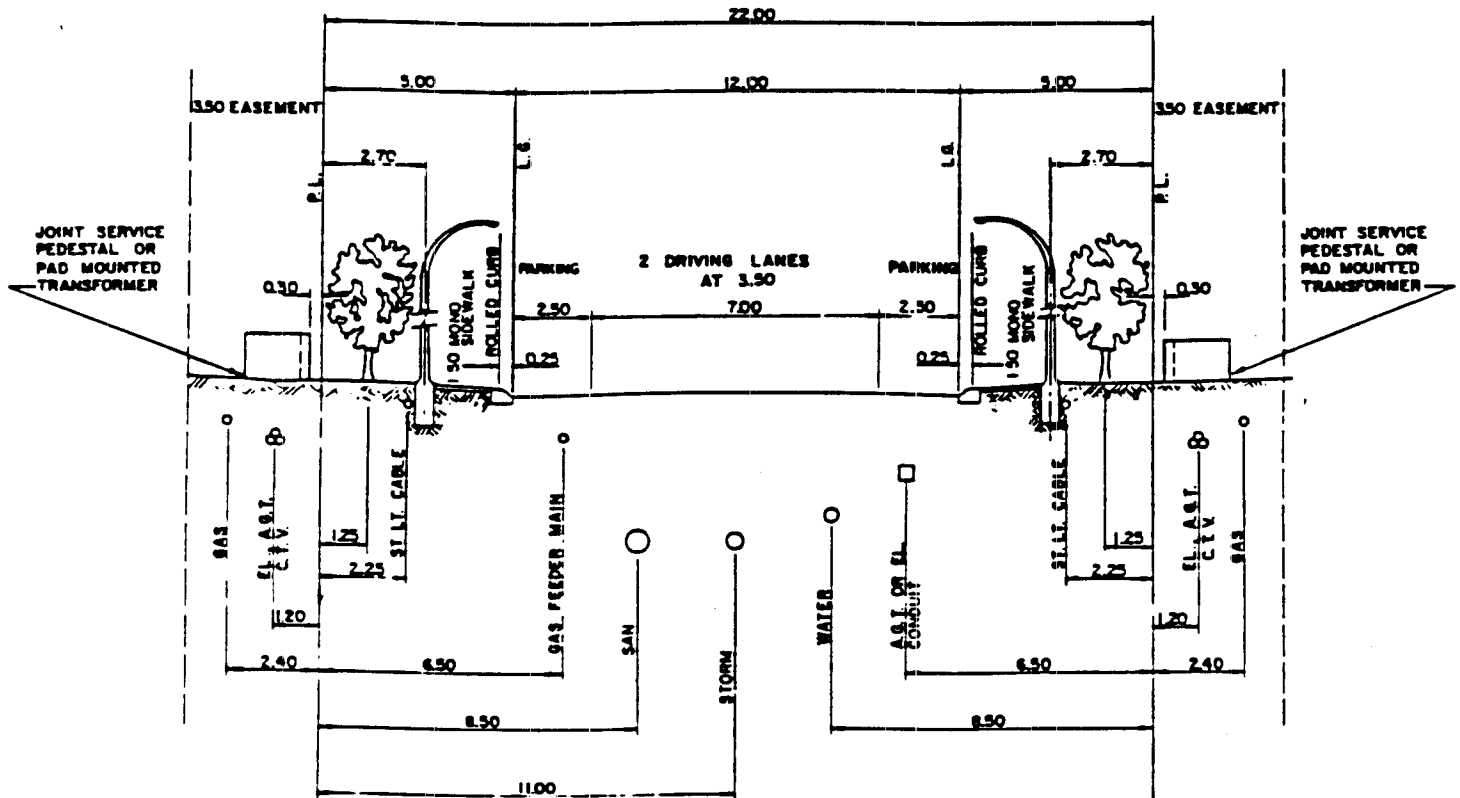 22.00
5.00
12.00
5.00
3.50 EASEMENT
3.50 EASEMENT
2.70
L.G.
L.G.
2.70
P.L.
P.L.
JOINT SERVICE
PEDESTAL OR
PAD MOUNTED
TRANSFORMER
JOINT SERVICE
PEDESTAL OR
PAD MOUNTED
TRANSFORMER
0.30
1.50 MONO
SIDEWALK
ROLLED CURB
PARKING
2 DRIVING LANES
AT 3.50
PARKING
ROLLED CURB
1.50 MONO
SIDEWALK
0.30
2.50
7.00
2.50
0.25
0.25
GAS
EL., A.G.T.
C.T.V.
1.25
2.25
ST. LT. CABLE
GAS FEEDER MAIN
SAN
STORM
WATER
A.G.T. OR EL.
CONDUIT
ST. LT. CABLE
1.25
2.25
EL., A.G.T.
C.T.V.
GAS
1.20
1.20
2.40
6.50
6.50
2.40
8.50
8.50
11.00